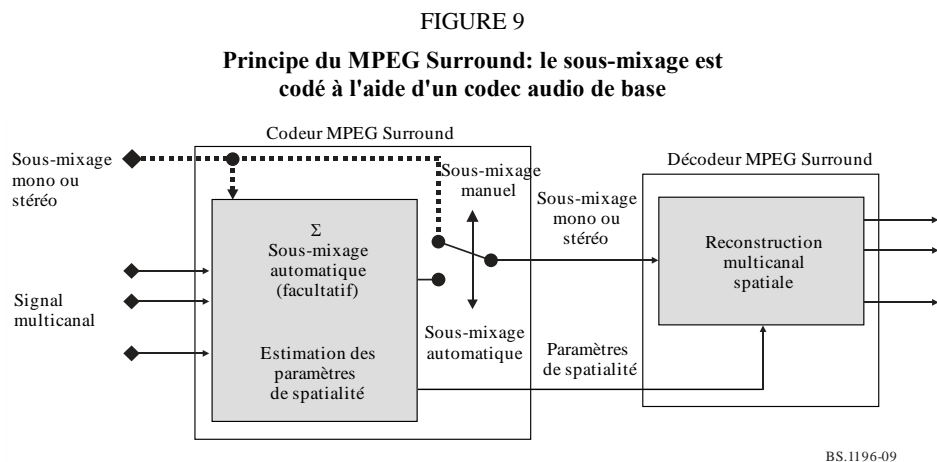 FIGURE 9
Principe du MPEG Surround: le sous-mixage est
codé à l'aide d'un codec audio de base
Codeur MPEG Surround
Sous-mixage
mono ou
stéréo
Sous-mixage
manuel
Décodeur MPEG Surround
Sous-mixage
mono ou
stéréo
Σ
Sous-mixage
automatique
(facultatif)
Reconstruction
multicanal
spatiale
Signal
multicanal
Sous-mixage
automatique
Estimation des
paramètres
de spatialité
Paramètres
de spatialité
BS.1196-09